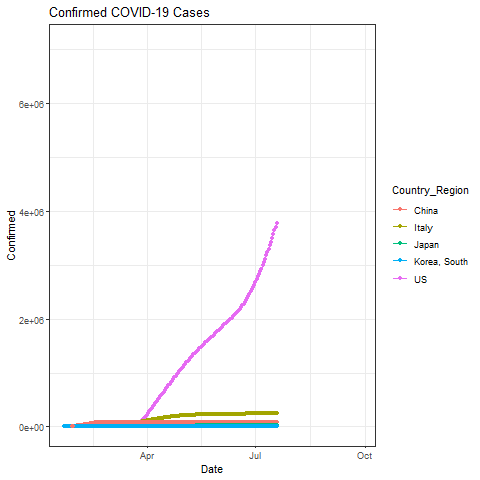 Confirmed COVID-19 Cases
6e+06
4e+06
2e+06
0e+00
Confirmed
Apr
Jul
Oct
Date
Country_Region
China
Italy
Japan
Korea, South
US